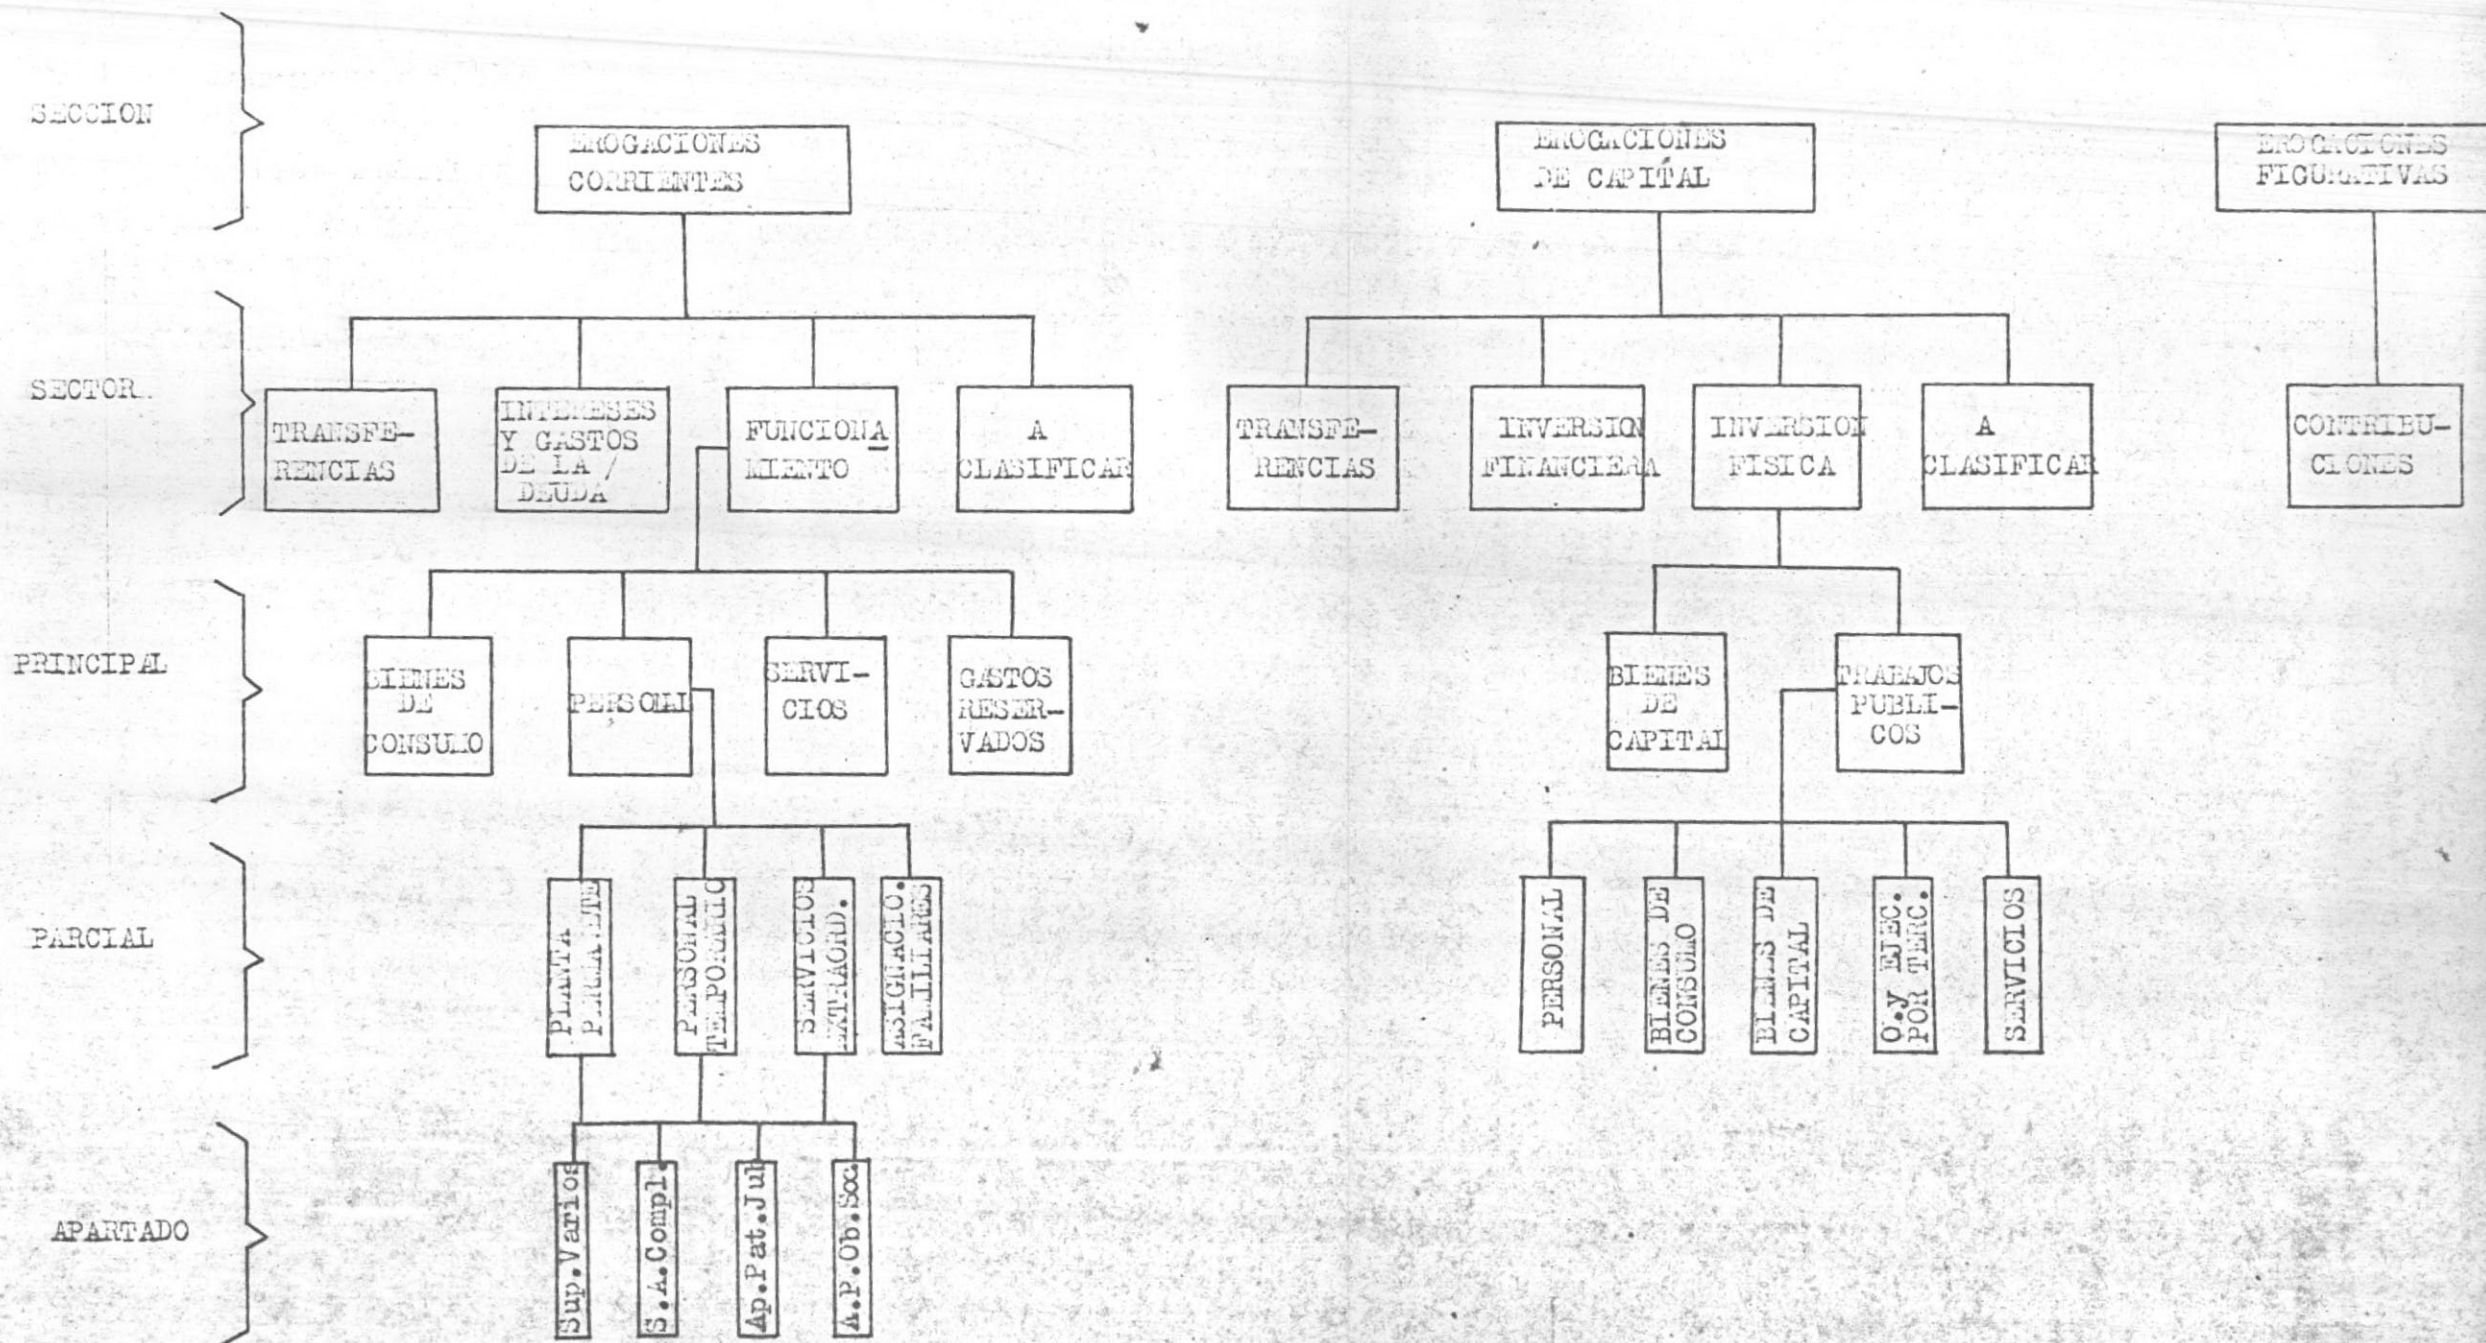 SECCION
EROGACIONES
CORRIENTES
EROGACIONES
DE CAPITAL
EROGACIONES
FIGURATIVAS
SECTOR
TRANSFE-
RENCIAS
INTERESES
Y GASTOS
DE LA /
DEUDA
FUNCIONA
MIENTO
A
CLASIFICAR
TRANSFE-
RENCIAS
INVERSION
FINANCIERA
INVERSION
FISICA
A
CLASIFICAR
CONTRIBU-
CIONES
PRINCIPAL
BIENES
DE
CONSUMO
PERSONAL
SERVI-
CIOS
GASTOS
RESER-
VADOS
BIENES
DE
CAPITAL
TRABAJOS
PUBLI-
COS
PARCIAL
PLANTA
PERMANETE
PERSONAL
TEMPORARIO
SERVICIOS
EXTRAORD.
ASIGNACIO.
FAMILIARES
PERSONAL
BIENES DE
CONSUMO
BIENES DE
CAPITAL
O.y EJEC.
POR TERC.
SERVICIOS
APARTADO
Sup.Varios
S.A.Compl.
Ap.Pat.Jub
A.P.Ob.Soc.